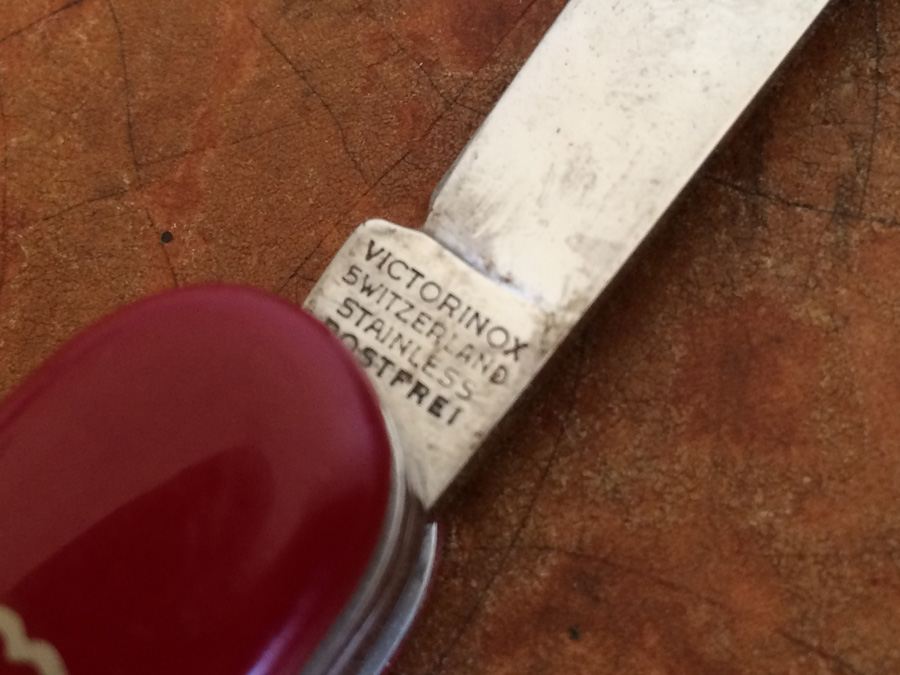 VICTORINOX
SWITZERLAND
STAINLESS
ROSTFREI